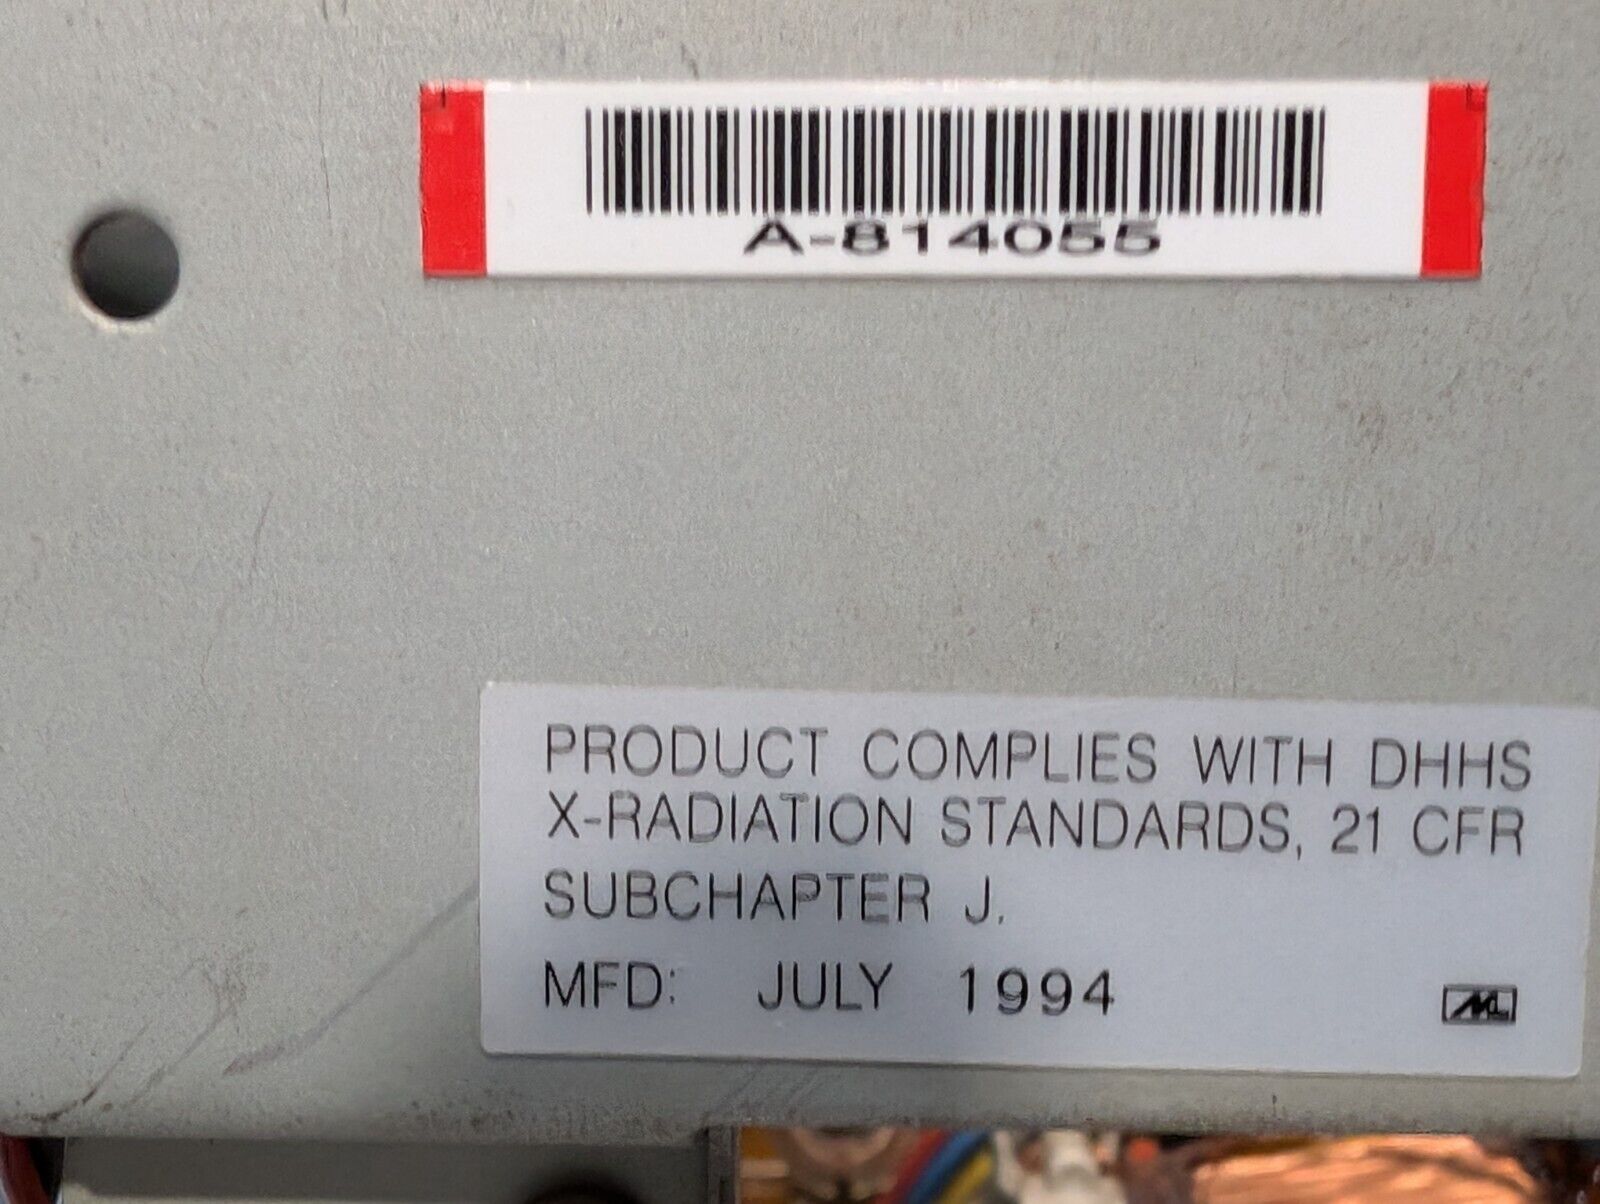 A-814055
PRODUCT COMPLIES WITH DHHS
X-RADIATION STANDARDS, 21 CFR
SUBCHAPTER J.
MFD: JULY 1994